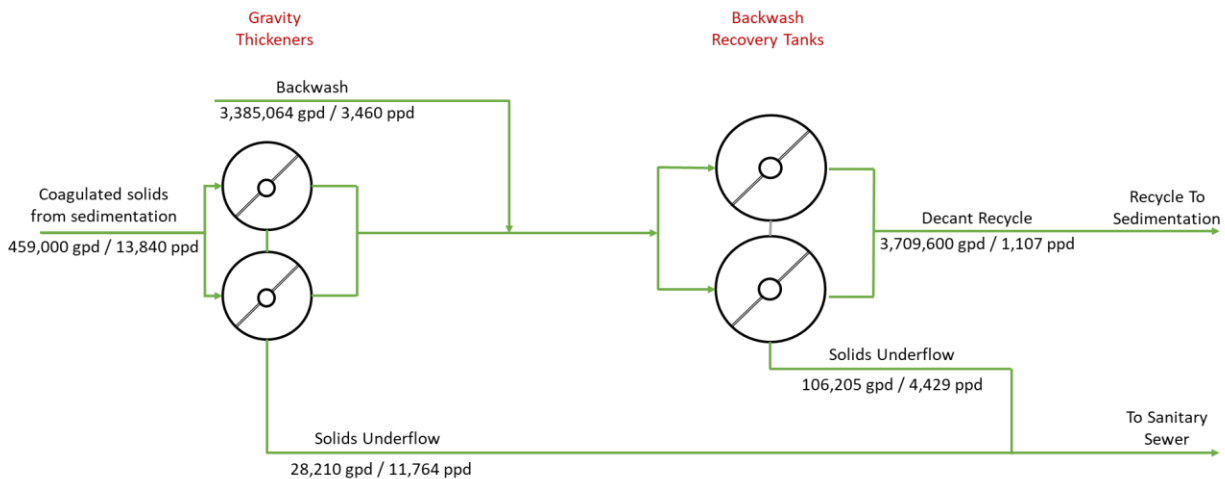 Gravity
Thickeners
Backwash
Recovery Tanks
Backwash
3,385,064 gpd / 3,460 ppd
Coagulated solids
from sedimentation
459,000 gpd / 13,840 ppd
Decant Recycle
3,709,600 gpd / 1,107 ppd
Recycle To
Sedimentation
Solids Underflow
106,205 gpd / 4,429 ppd
Solids Underflow
28,210 gpd / 11,764 ppd
To Sanitary
Sewer